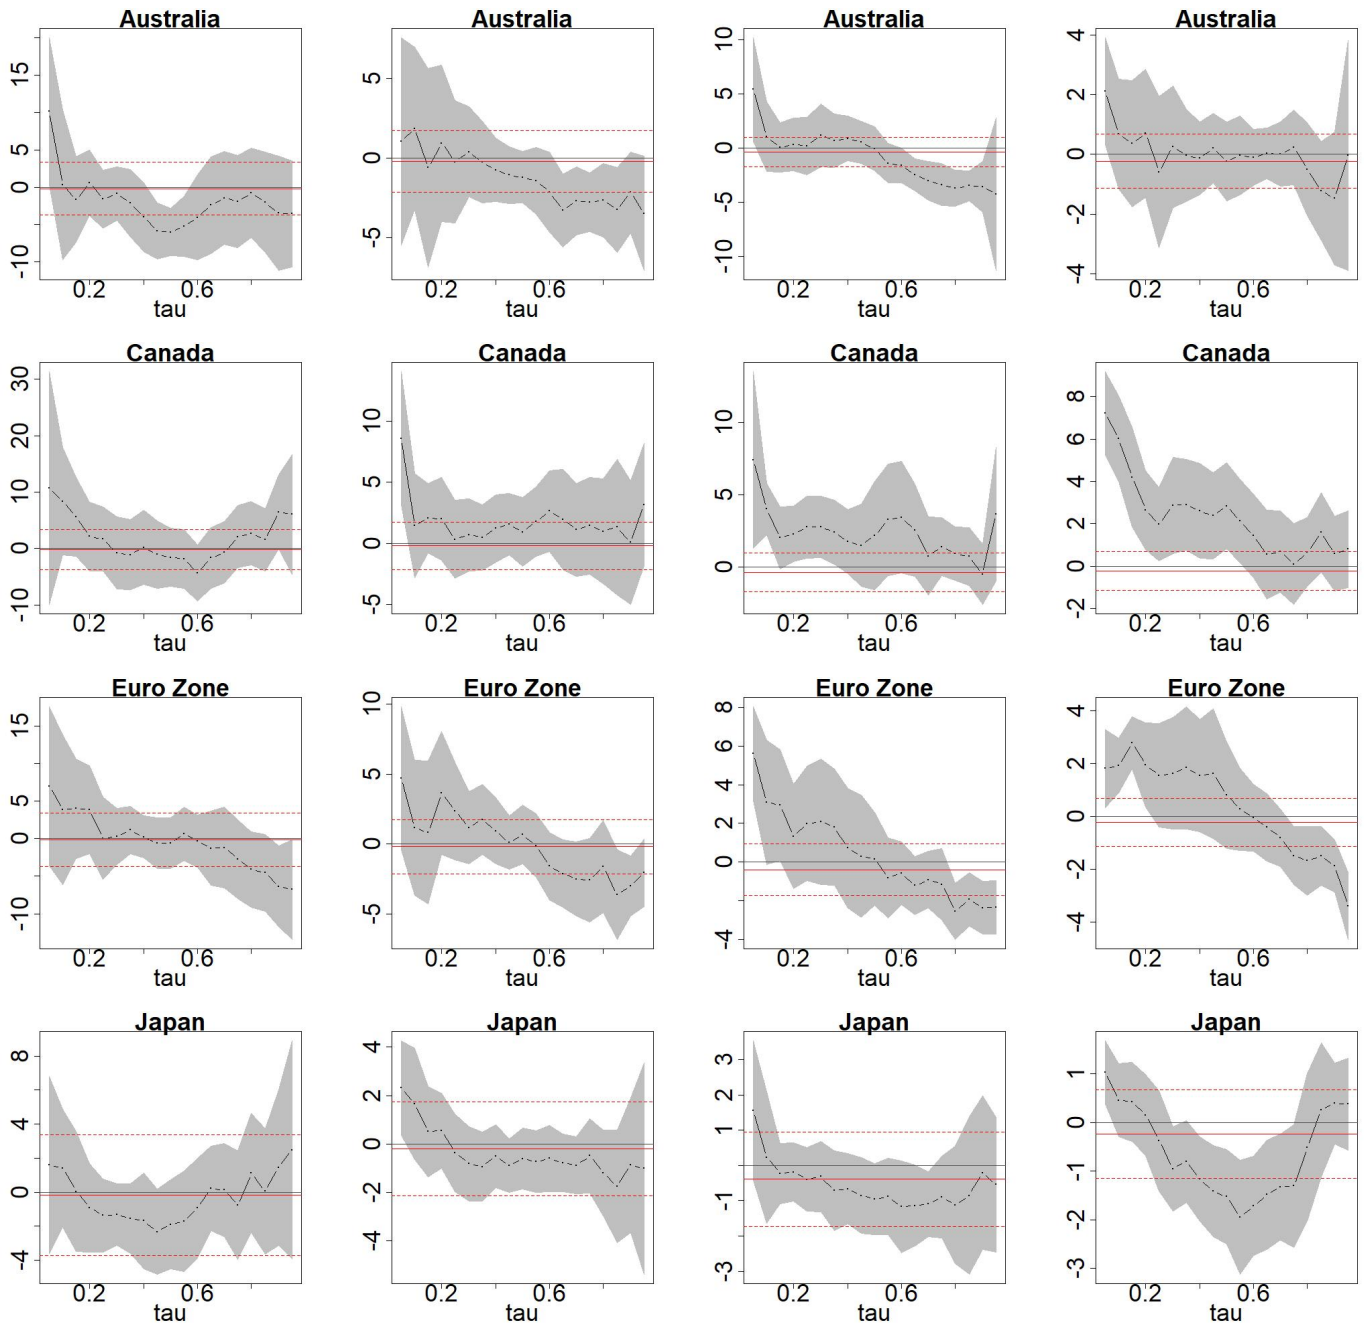 Australia Australia Australia Australia
15 5 10 4
5 0 5 2
0 -5 0 0
-10 -5 -2
-10 -4
0.2 0.6 0.2 0.6 0.2 0.6 0.2 0.6
tau tau tau tau
Canada Canada Canada Canada
30 10 10 8
20 5 5 6
10 0 0 4
0 -5 2
-10 0
-2
0.2 0.6 0.2 0.6 0.2 0.6 0.2 0.6
tau tau tau tau
Euro Zone Euro Zone Euro Zone Euro Zone
15 10 8 4
5 5 6 2
0 0 4 0
-10 -5 2 -2
0 -4
-4
0.2 0.6 0.2 0.6 0.2 0.6 0.2 0.6
tau tau tau tau
Japan Japan Japan Japan
8 4 3 1
4 2 1 0
0 0 -1 -1
-4 -2 -3 -2
-4 -3
0.2 0.6 0.2 0.6 0.2 0.6 0.2 0.6
tau tau tau tau